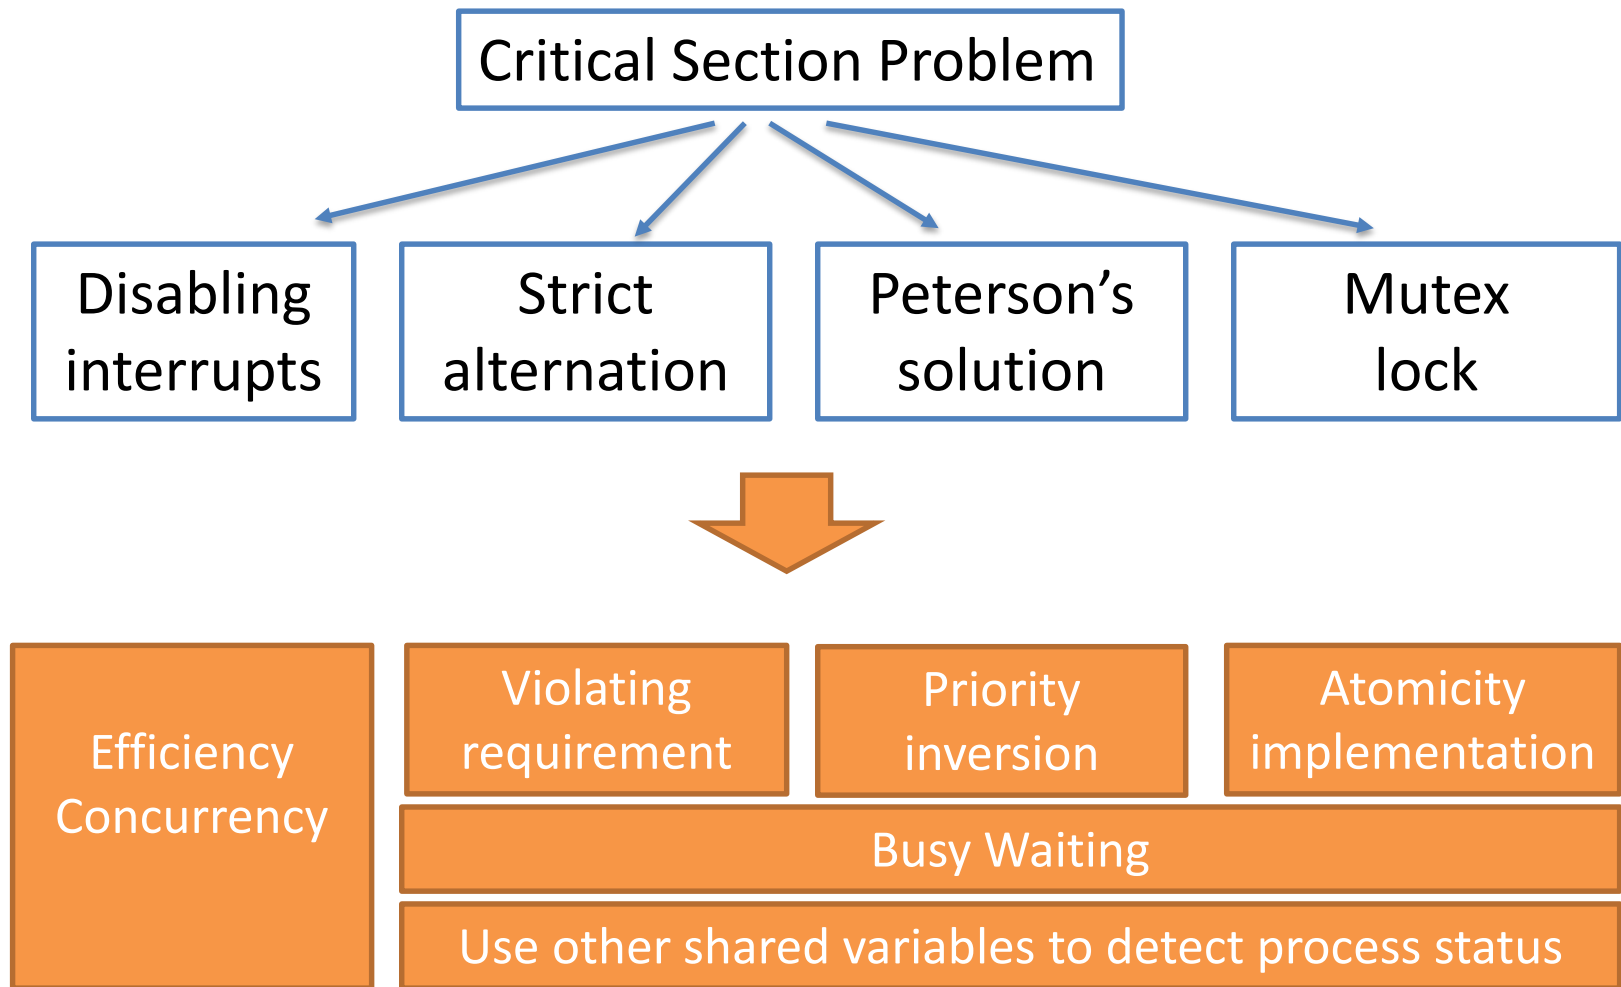 Critical Section Problem
Disabling
interrupts
Strict
alternation
Peterson’s
solution
Mutex
lock
Efficiency
Concurrency
Violating
requirement
Priority
inversion
Atomicity
implementation
Busy Waiting
Use other shared variables to detect process status